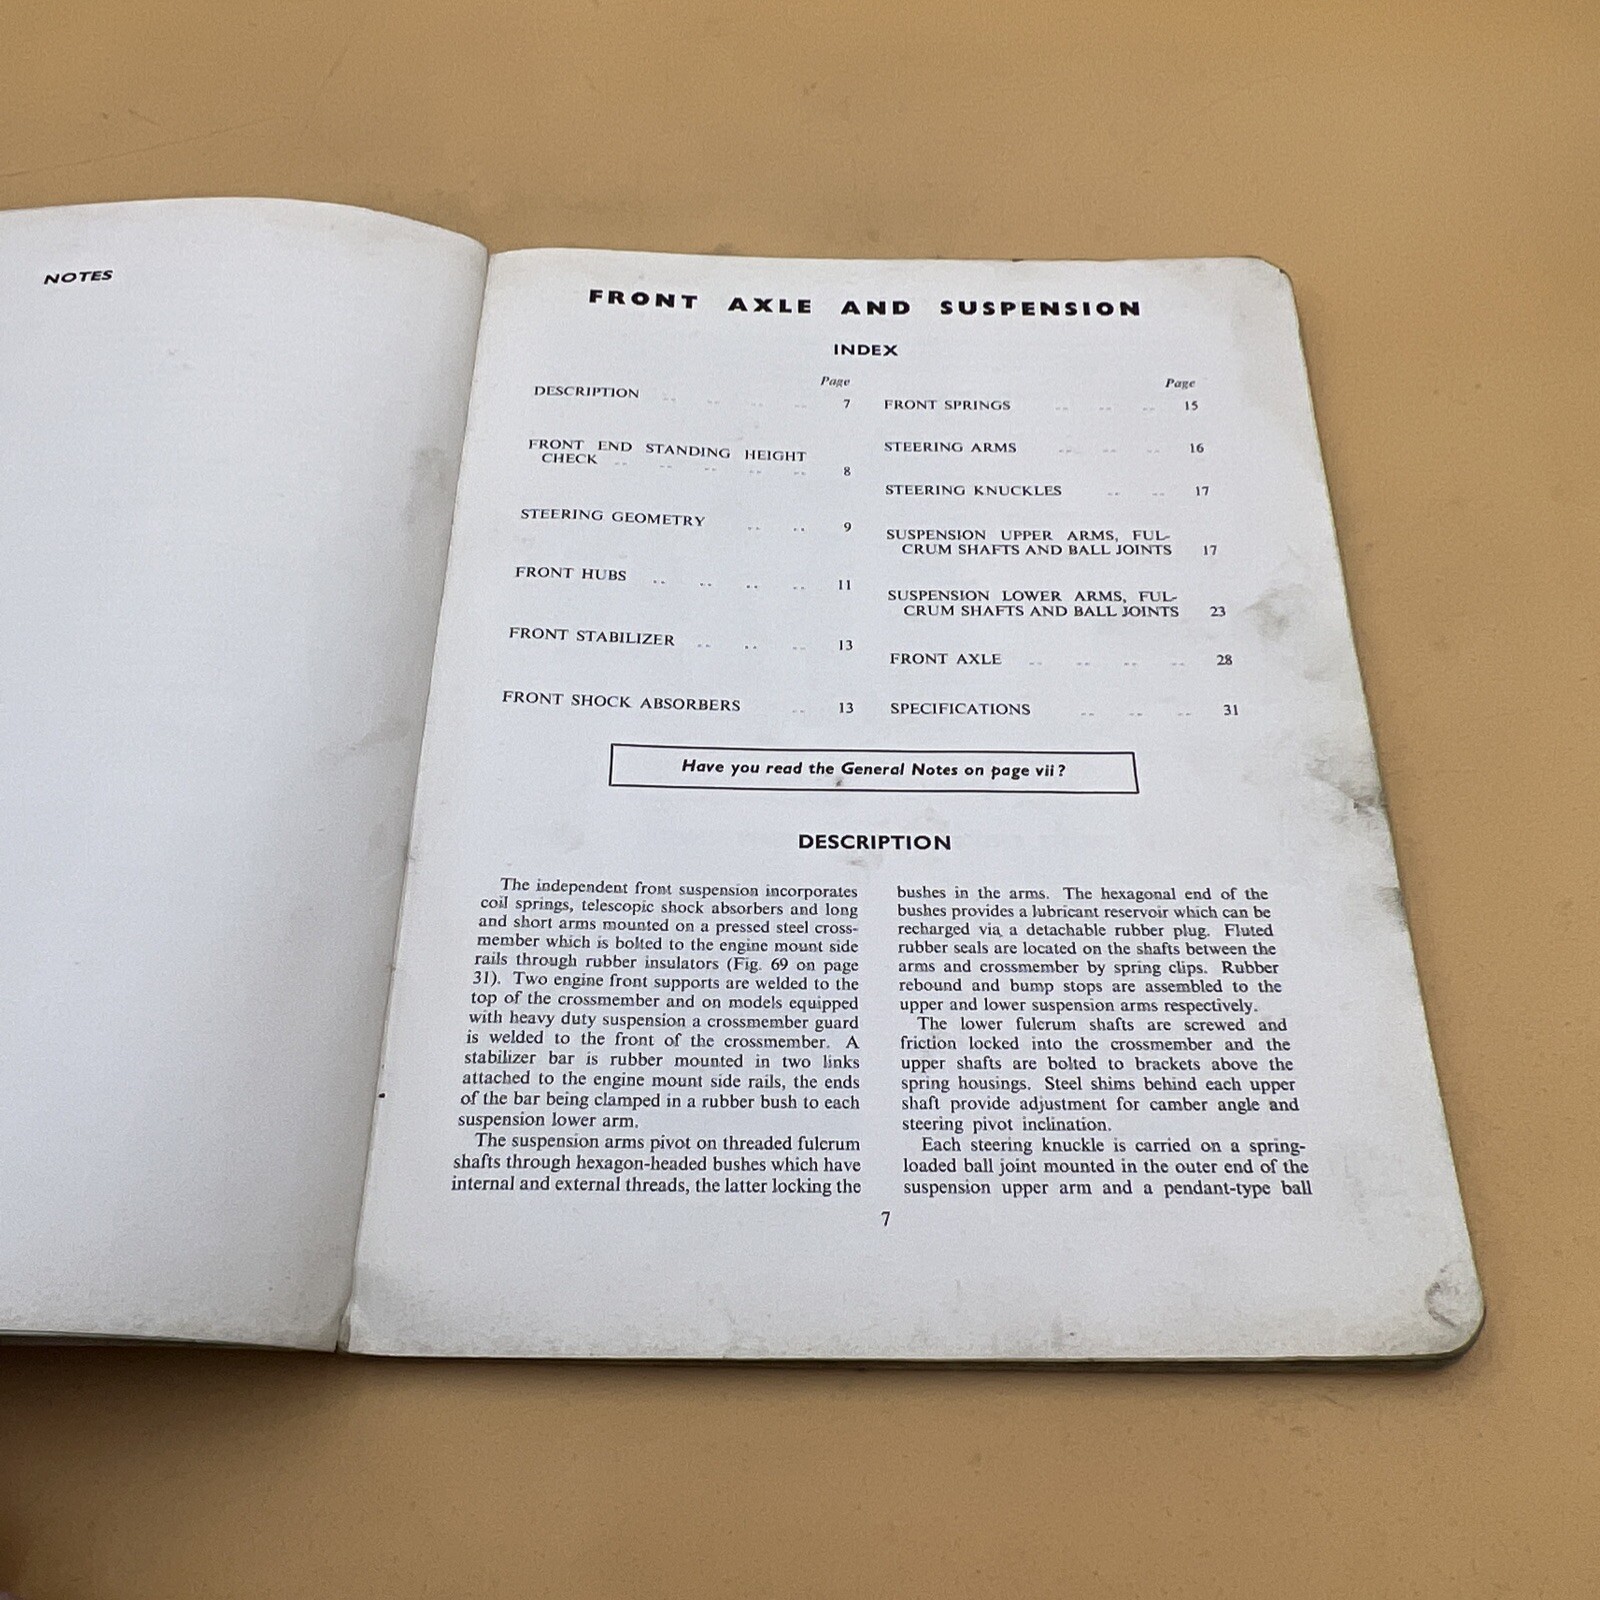 NOTES
FRONT AXLE AND SUSPENSION
INDEX
Page
DESCRIPTION .. .. .. .. 7
FRONT END STANDING HEIGHT
CHECK .. .. .. .. .. 8
STEERING GEOMETRY .. .. 9
FRONT HUBS .. .. .. .. 11
FRONT STABILIZER .. .. .. 13
FRONT SHOCK ABSORBERS .. 13
Page
FRONT SPRINGS .. .. .. 15
STEERING ARMS .. .. .. 16
STEERING KNUCKLES .. .. 17
SUSPENSION UPPER ARMS, FUL-
CRUM SHAFTS AND BALL JOINTS 17
SUSPENSION LOWER ARMS, FUL-
CRUM SHAFTS AND BALL JOINTS 23
FRONT AXLE .. .. .. .. 28
SPECIFICATIONS .. .. .. 31
Have you read the General Notes on page vii?
DESCRIPTION
The independent front suspension incorporates
coil springs, telescopic shock absorbers and long
and short arms mounted on a pressed steel cross-
member which is bolted to the engine mount side
rails through rubber insulators (Fig. 69 on page
31). Two engine front supports are welded to the
top of the crossmember and on models equipped
with heavy duty suspension a crossmember guard
is welded to the front of the crossmember. A
stabilizer bar is rubber mounted in two links
attached to the engine mount side rails, the ends
of the bar being clamped in a rubber bush to each
suspension lower arm.
The suspension arms pivot on threaded fulcrum
shafts through hexagon-headed bushes which have
internal and external threads, the latter locking the
bushes in the arms. The hexagonal end of the
bushes provides a lubricant reservoir which can be
recharged via a detachable rubber plug. Fluted
rubber seals are located on the shafts between the
arms and crossmember by spring clips. Rubber
rebound and bump stops are assembled to the
upper and lower suspension arms respectively.
The lower fulcrum shafts are screwed and
friction locked into the crossmember and the
upper shafts are bolted to brackets above the
spring housings. Steel shims behind each upper
shaft provide adjustment for camber angle and
steering pivot inclination.
Each steering knuckle is carried on a spring-
loaded ball joint mounted in the outer end of the
suspension upper arm and a pendant-type ball
7